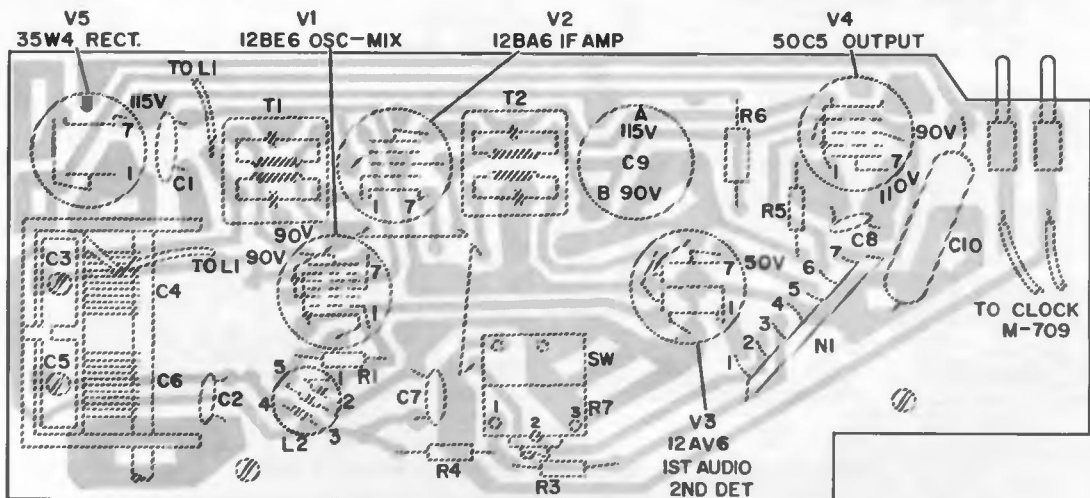 V5
35W4 RECT.
V1
12BE6 OSC-MIX
V2
12BA6 IF AMP
V4
50C5 OUTPUT
TO L1
115V
7
1
C1
T1
1
7
T2
A
115V
C9
B 90V
R6
90V
7
1
110V
R5
C8
C10
C3
C4
TO L1
90V
90V
7
1
7
1
50V
7
6
5
4
3
2
1
N1
TO CLOCK
M-709
C5
C6
C2
5
1
R1
4
2
L2
3
C7
R4
SW
1
2
3
R7
R3
V3
12AV6
1ST AUDIO
2ND DET